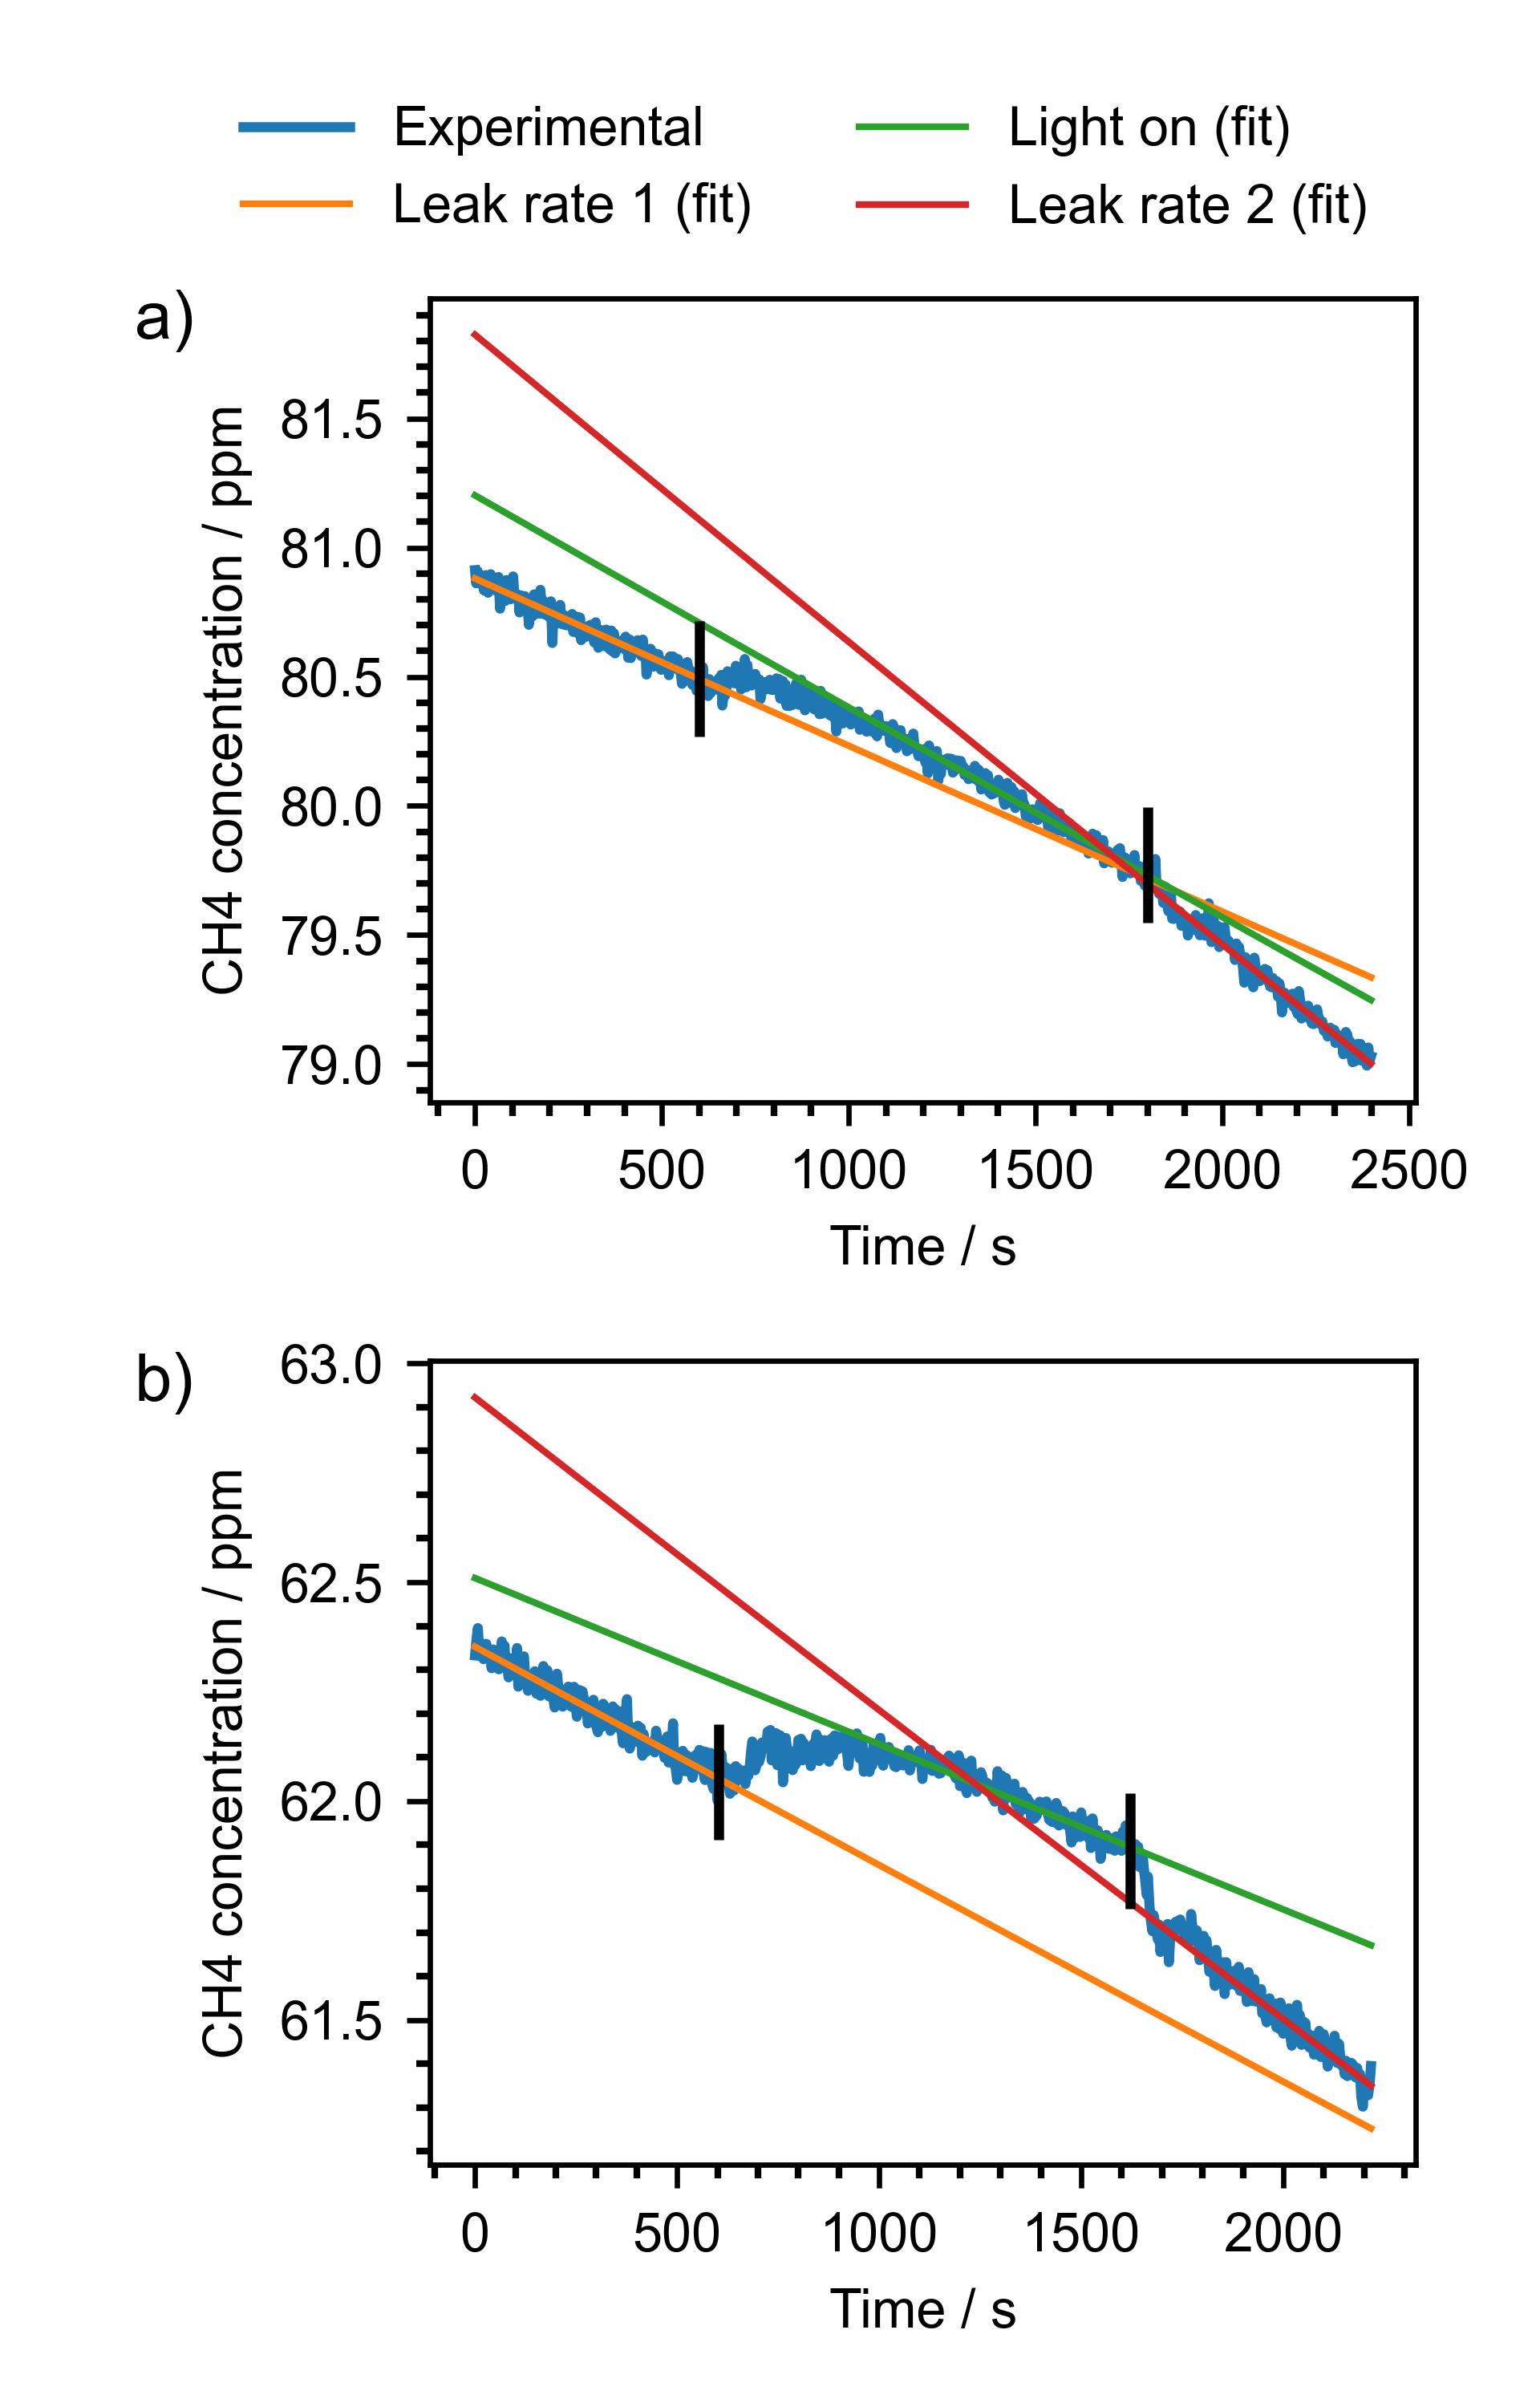 Experimental
Light on (fit)
Leak rate 1 (fit)
Leak rate 2 (fit)
a)
CH4 concentration / ppm
81.5
81.0
80.5
80.0
79.5
79.0
0 500 1000 1500 2000 2500
Time / s
b)
CH4 concentration / ppm
63.0
62.5
62.0
61.5
0 500 1000 1500 2000
Time / s